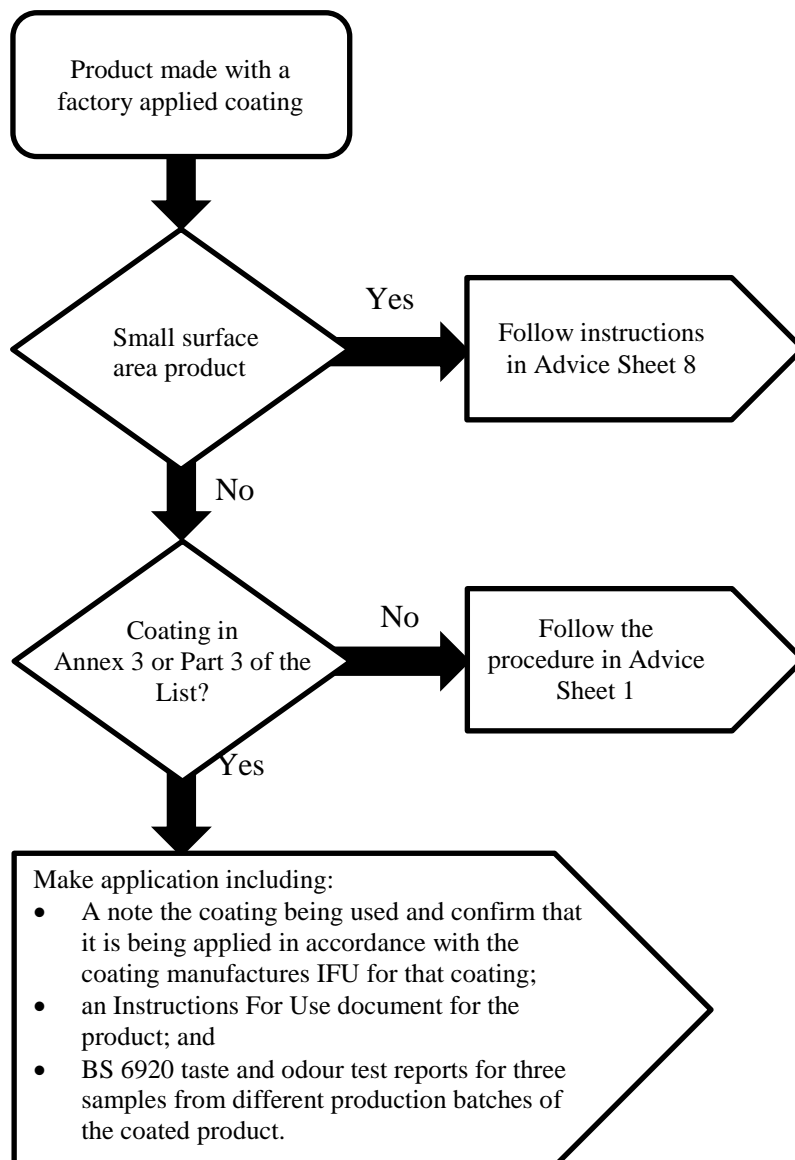 Product made with a
factory applied coating
Small surface
area product
Yes
Follow instructions
in Advice Sheet 8
No
Coating in
Annex 3 or Part 3 of the
List?
No
Follow the
procedure in Advice
Sheet 1
Yes
Make application including:
• A note the coating being used and confirm that
it is being applied in accordance with the
coating manufactures IFU for that coating;
• an Instructions For Use document for the
product; and
• BS 6920 taste and odour test reports for three
samples from different production batches of
the coated product.